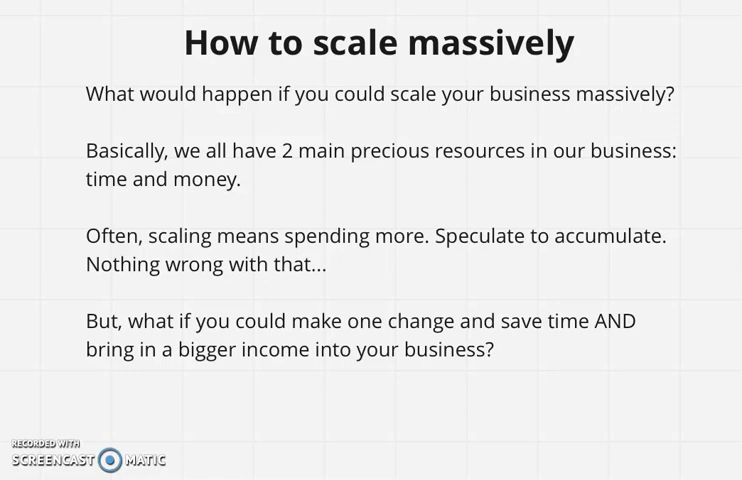 How to scale massively
What would happen if you could scale your business massively?
Basically, we all have 2 main precious resources in our business:
time and money.
Often, scaling means spending more. Speculate to accumulate.
Nothing wrong with that...
But, what if you could make one change and save time AND
bring in a bigger income into your business?
RECORDED WITH
SCREENCAST MATIC